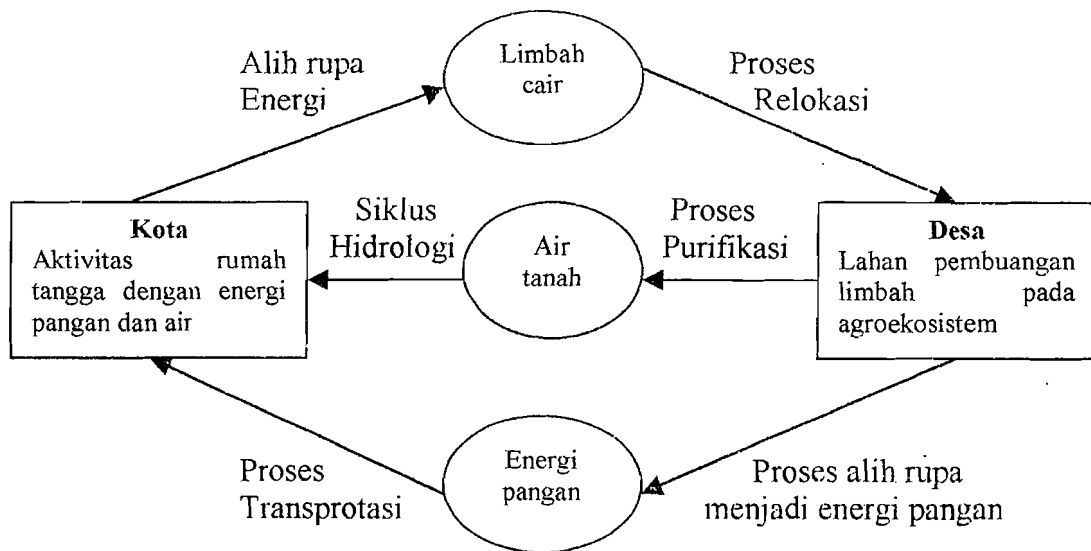 Limbah
cair
Alih rupa
Energi
Proses
Relokasi
Kota
Aktivitas rumah
tangga dengan energi
pangan dan air
Siklus
Hidrologi
Air
tanah
Proses
Purifikasi
Desa
Lahan pembuangan
limbah pada
agroekosistem
Proses
Transprotasi
Energi
pangan
Proses alih rupa
menjadi energi pangan